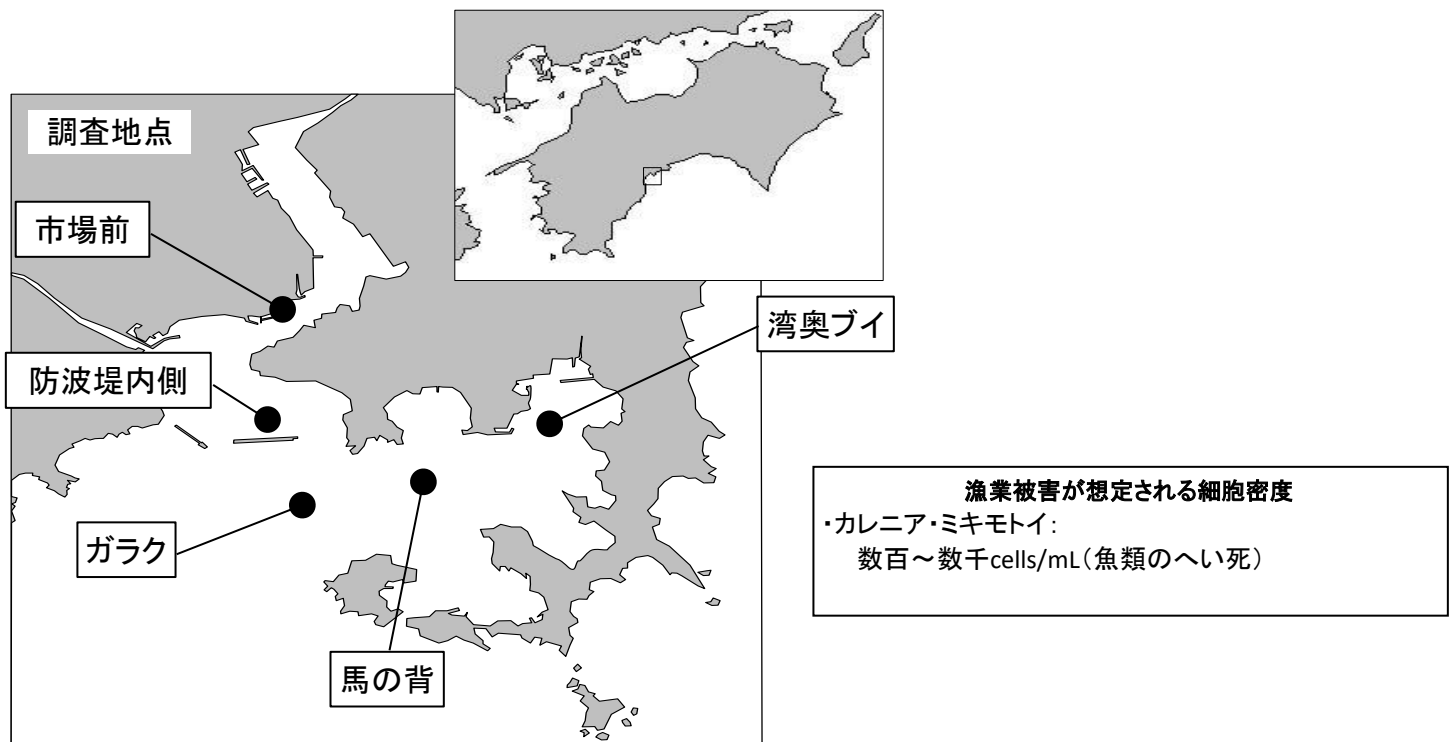 調査地点
市場前
湾奥ブイ
防波堤内側
ガラク
馬の背
漁業被害が想定される細胞密度
・カレニア・ミキモトイ:
数百～数千cells/mL(魚類のへい死)